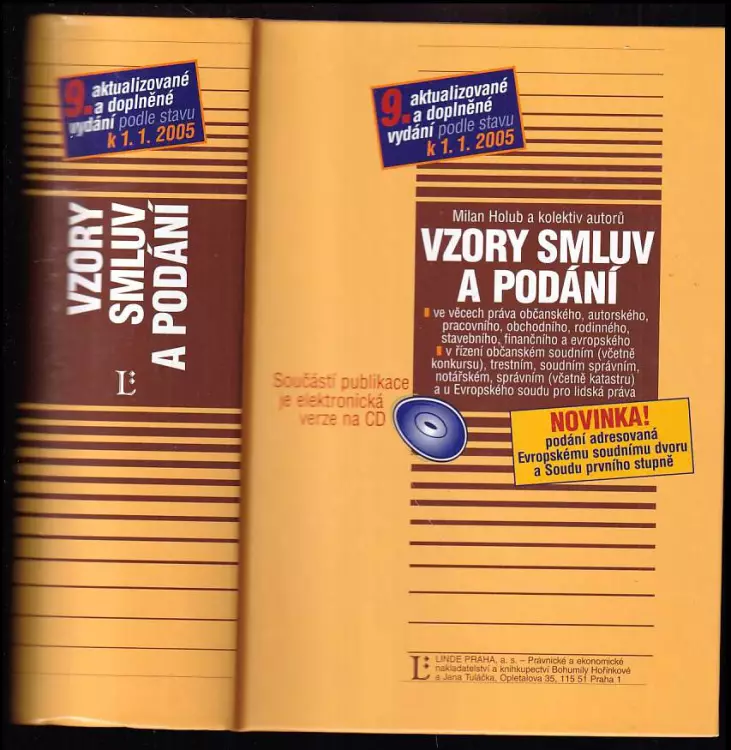 9. aktualizované
a doplněné
vydání podle stavu
k 1. 1. 2005
VZORY
SMLUV
A PODÁNÍ
L:
9. aktualizované
a doplněné
vydání podle stavu
k 1. 1. 2005
Milan Holub a kolektiv autorů
VZORY SMLUV
A PODÁNÍ
ve věcech práva občanského, autorského,
pracovního, obchodního, rodinného,
stavebního, finančního a evropského
v řízení občanském soudním (včetně
konkursu), trestním, soudním správním,
notářském, správním (včetně katastru)
a u Evropského soudu pro lidská práva
Součástí publikace
je elektronická
verze na CD
NOVINKA!
podání adresovaná
Evropskému soudnímu dvoru
a Soudu prvního stupně
L:
LINDE PRAHA, a. s. – Právnické a ekonomické
nakladatelství a knihkupectví Bohumily Hořínkové
a Jana Tuláčka, Opletalova 35, 115 51 Praha 1